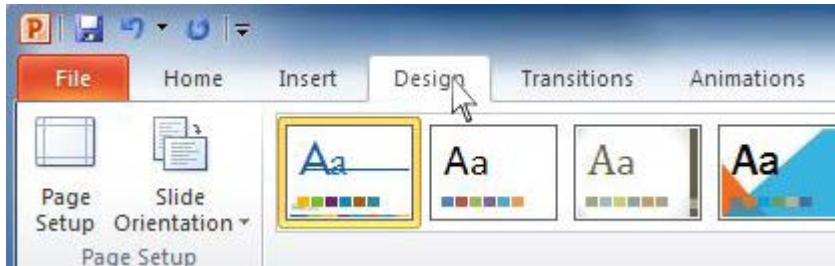 P
File Home Insert Design Transitions Animations
Aa Aa Aa Aa
Page Setup
Slide Orientation
Page Setup